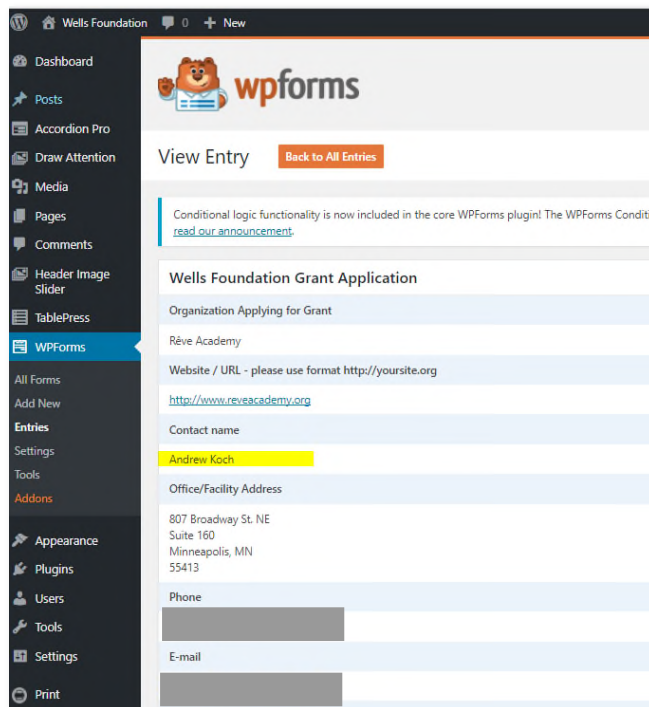 Wells Foundation 0 + New
Dashboard
Posts
Accordion Pro
Draw Attention
Media
Pages
Comments
Header Image
Slider
TablePress
WPForms
All Forms
Add New
Entries
Settings
Tools
Addons
Appearance
Plugins
Users
Tools
Settings
Print
wpforms
View Entry Back to All Entries
Conditional logic functionality is now included in the core WPForms plugin! The WPForms Conditi
read our announcement.
Wells Foundation Grant Application
Organization Applying for Grant
Rêve Academy
Website / URL - please use format http://yoursite.org
http://www.reveacademy.org
Contact name
Andrew Koch
Office/Facility Address
807 Broadway St. NE
Suite 160
Minneapolis, MN
55413
Phone
E-mail